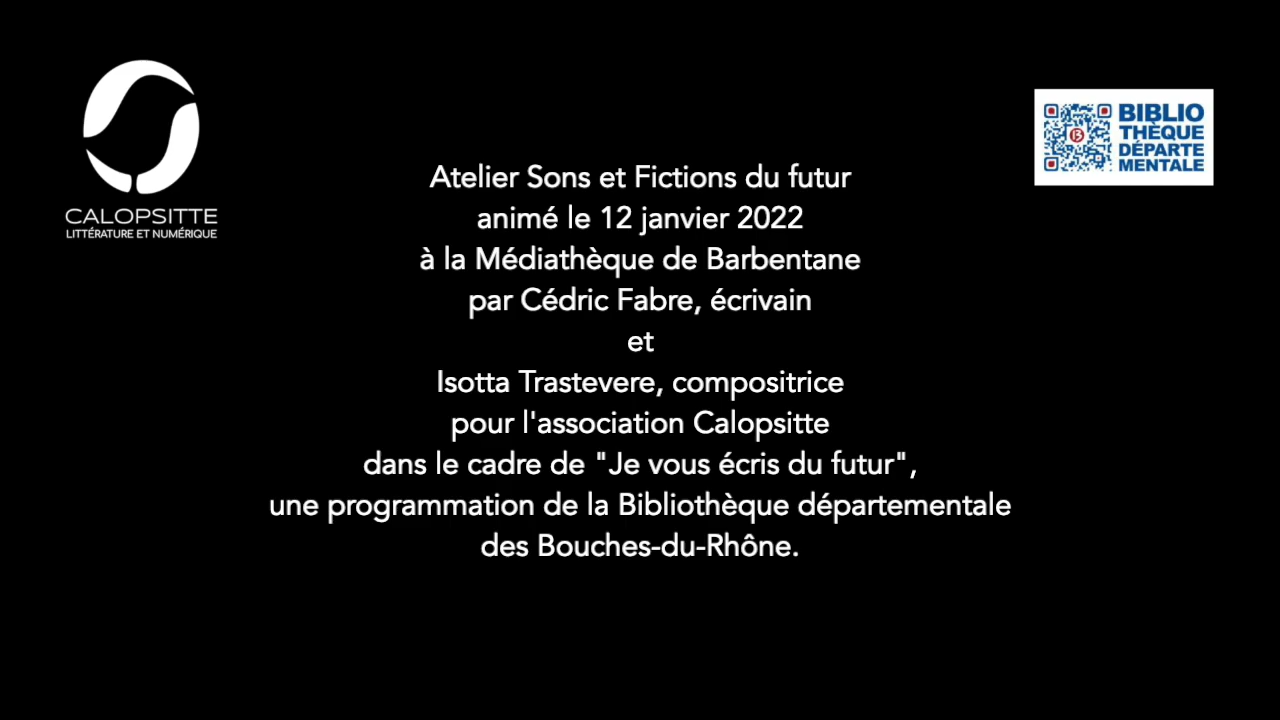 CALOPSITTE
LITTÉRATURE ET NUMÉRIQUE
BIBLIO
THÈQUE
DÉPARTE
MENTALE
Atelier Sons et Fictions du futur
animé le 12 janvier 2022
à la Médiathèque de Barbentane
par Cédric Fabre, écrivain
et
Isotta Trastevere, compositrice
pour l'association Calopsitte
dans le cadre de "Je vous écris du futur",
une programmation de la Bibliothèque départementale
des Bouches-du-Rhône.